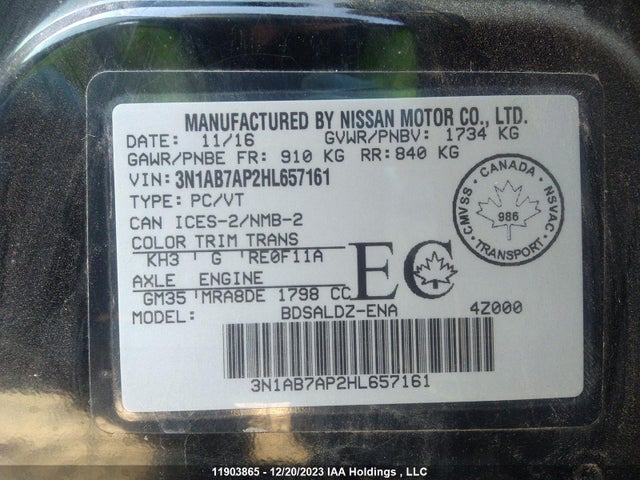 MANUFACTURED BY NISSAN MOTOR CO., LTD.
DATE: 11/16 GVWR/PNBV: 1734 KG
GAWR/PNBE FR: 910 KG RR: 840 KG
VIN: 3N1AB7AP2HL657161
TYPE: PC/VT
CAN ICES-2/NMB-2
COLOR TRIM TRANS
KH3 G RE0F11A
AXLE ENGINE
GM35 MRA8DE 1798 CC
MODEL: BDSALDZ-ENA 4Z000
EC
CANADA
CMVSS NSVAC
986
TRANSPORT
3N1AB7AP2HL657161
11903865 - 12/20/2023 IAA Holdings , LLC